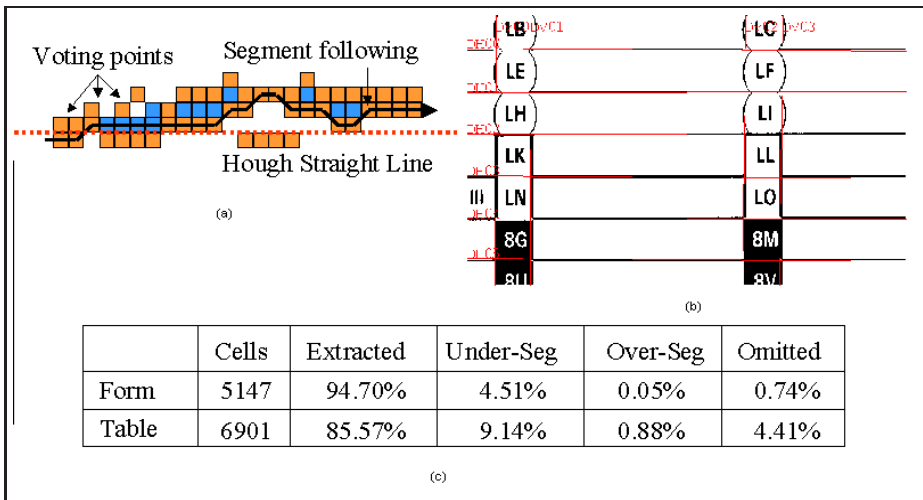 Voting points
Segment following
Hough Straight Line
(a)
LB LC
LE LF
LH LI
LK LL
LN LO
8G 8M
8U 8V
(b)
Cells Extracted Under-Seg Over-Seg Omitted
Form 5147 94.70% 4.51% 0.05% 0.74%
Table 6901 85.57% 9.14% 0.88% 4.41%
(c)